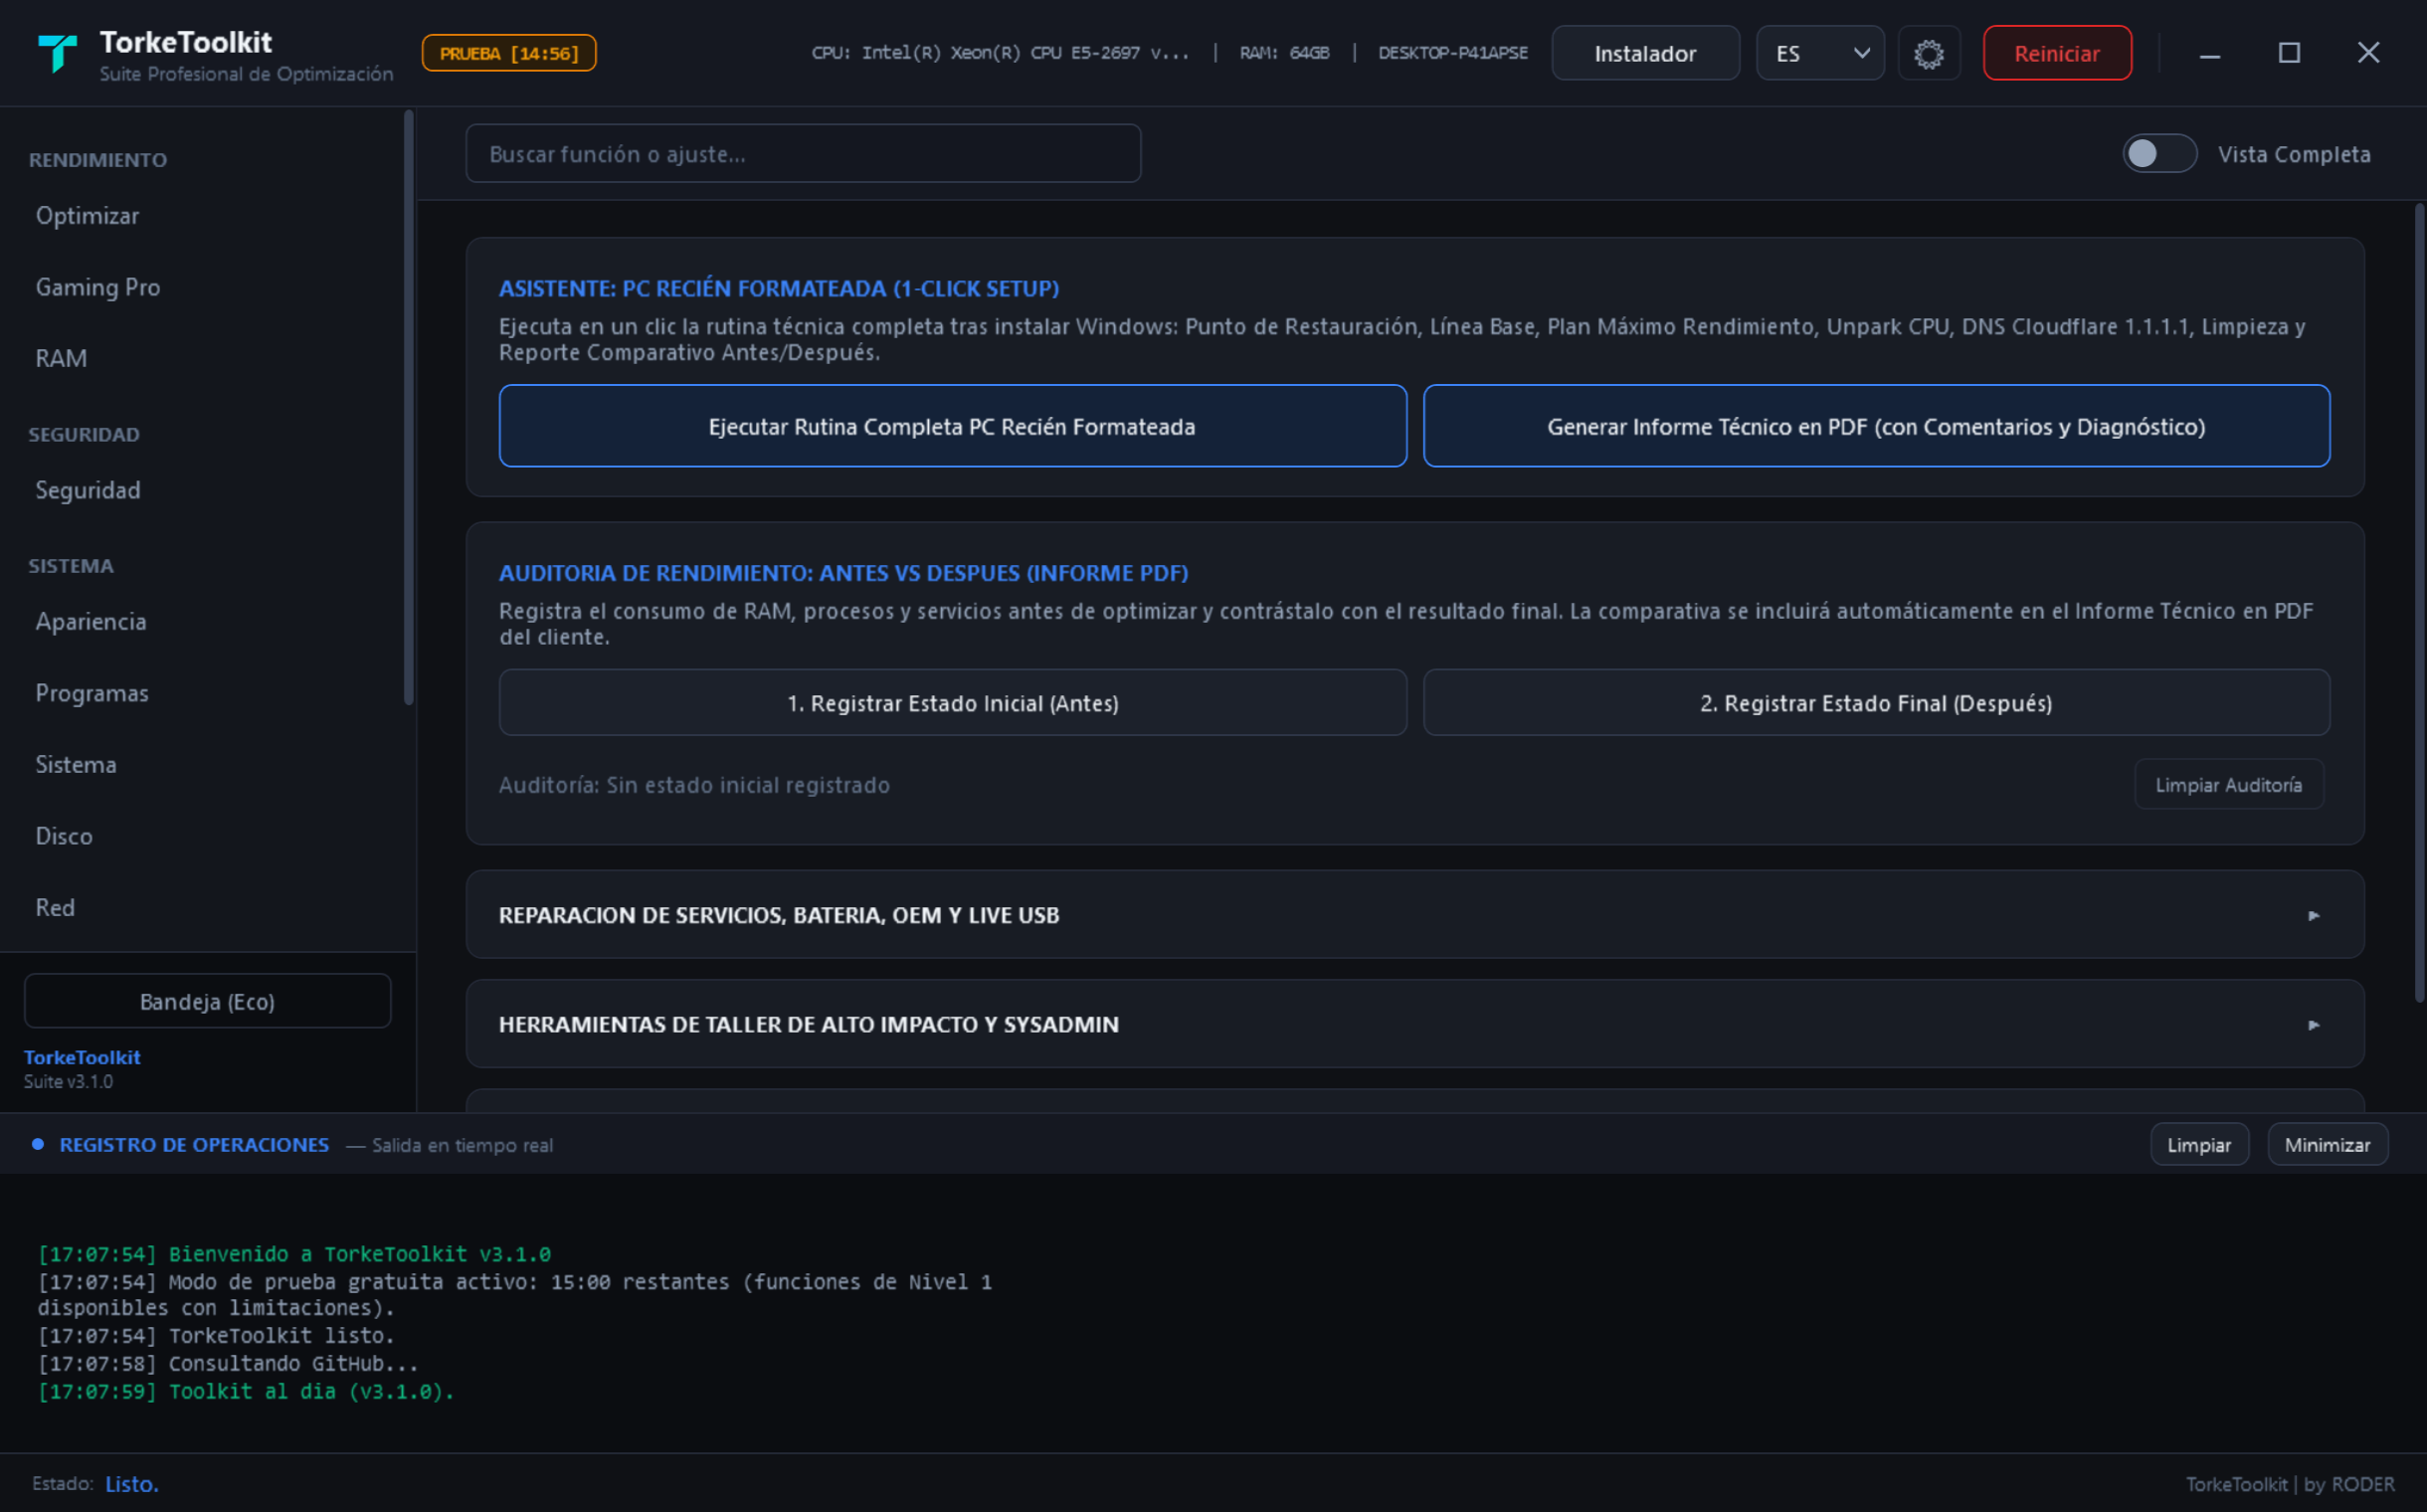 TorkeToolkit
Suite Profesional de Optimización
PRUEBA [14:56]
CPU: Intel(R) Xeon(R) CPU E5-2697 v... | RAM: 64GB | DESKTOP-P41APSE
Instalador
ES
Reiniciar
RENDIMIENTO
Optimizar
Gaming Pro
RAM
SEGURIDAD
Seguridad
SISTEMA
Apariencia
Programas
Sistema
Disco
Red
Bandeja (Eco)
TorkeToolkit
Suite v3.1.0
Buscar función o ajuste...
Vista Completa
ASISTENTE: PC RECIÉN FORMATEADA (1-CLICK SETUP)
Ejecuta en un clic la rutina técnica completa tras instalar Windows: Punto de Restauración, Línea Base, Plan Máximo Rendimiento, Unpark CPU, DNS Cloudflare 1.1.1.1, Limpieza y
Reporte Comparativo Antes/Después.
Ejecutar Rutina Completa PC Recién Formateada
Generar Informe Técnico en PDF (con Comentarios y Diagnóstico)
AUDITORIA DE RENDIMIENTO: ANTES VS DESPUES (INFORME PDF)
Registra el consumo de RAM, procesos y servicios antes de optimizar y contrástalo con el resultado final. La comparativa se incluirá automáticamente en el Informe Técnico en PDF
del cliente.
1. Registrar Estado Inicial (Antes)
2. Registrar Estado Final (Después)
Auditoría: Sin estado inicial registrado
Limpiar Auditoría
REPARACION DE SERVICIOS, BATERIA, OEM Y LIVE USB
HERRAMIENTAS DE TALLER DE ALTO IMPACTO Y SYSADMIN
REGISTRO DE OPERACIONES — Salida en tiempo real
Limpiar
Minimizar
[17:07:54] Bienvenido a TorkeToolkit v3.1.0
[17:07:54] Modo de prueba gratuita activo: 15:00 restantes (funciones de Nivel 1
disponibles con limitaciones).
[17:07:54] TorkeToolkit listo.
[17:07:58] Consultando GitHub...
[17:07:59] Toolkit al dia (v3.1.0).
Estado: Listo.
TorkeToolkit | by RODER